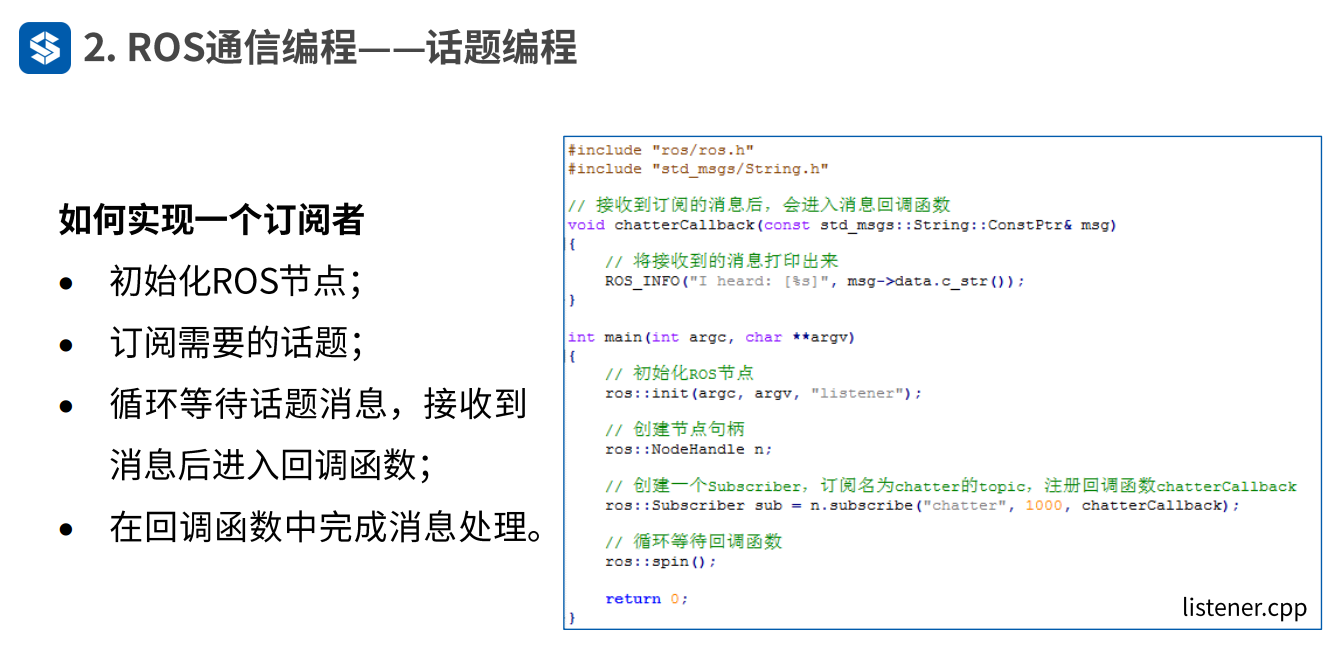 2. ROS通信编程——话题编程
如何实现一个订阅者
● 初始化ROS节点；
● 订阅需要的话题；
● 循环等待话题消息，接收到
消息后进入回调函数；
● 在回调函数中完成消息处理。
#include "ros/ros.h"
#include "std_msgs/String.h"
// 接收到订阅的消息后，会进入消息回调函数
void chatterCallback(const std_msgs::String::ConstPtr& msg)
{
// 将接收到的消息打印出来
ROS_INFO("I heard: [%s]", msg->data.c_str());
}
int main(int argc, char **argv)
{
// 初始化ROS节点
ros::init(argc, argv, "listener");
// 创建节点句柄
ros::NodeHandle n;
// 创建一个Subscriber，订阅名为chatter的topic，注册回调函数chatterCallback
ros::Subscriber sub = n.subscribe("chatter", 1000, chatterCallback);
// 循环等待回调函数
ros::spin();
return 0;
}
listener.cpp